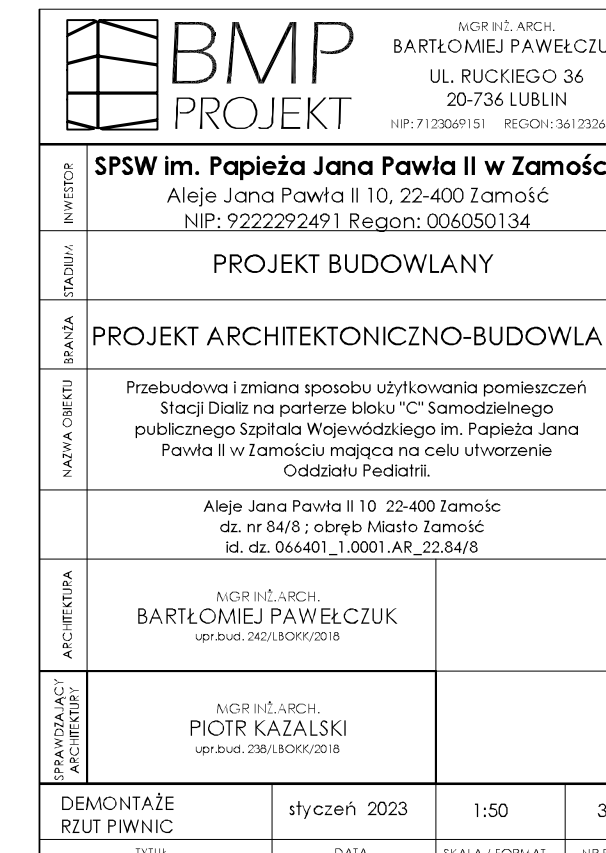 BMP
PROJEKT
MGR INŻ. ARCH.
BARTŁOMIEJ PAWEŁCZU
UL. RUCKIEGO 36
20-736 LUBLIN
NIP: 7123069151 REGON: 3612326
INWESTOR
SPSW im. Papieża Jana Pawła II w Zamośc
Aleje Jana Pawła II 10, 22-400 Zamość
NIP: 9222292491 Regon: 006050134
STADIUM
PROJEKT BUDOWLANY
BRANŻA
PROJEKT ARCHITEKTONICZNO-BUDOWLA
NAZWA OBIEKTU
Przebudowa i zmiana sposobu użytkowania pomieszczeń
Stacji Dializ na parterze bloku "C" Samodzielnego
publicznego Szpitala Wojewódzkiego im. Papieża Jana
Pawła II w Zamościu mająca na celu utworzenie
Oddziału Pediatrii.
Aleje Jana Pawła II 10 22-400 Zamośc
dz. nr 84/8 ; obręb Miasto Zamość
id. dz. 066401_1.0001.AR_22.84/8
ARCHITEKTURA
MGR INŻ.ARCH.
BARTŁOMIEJ PAWEŁCZUK
upr.bud. 242/LBOKK/2018
SPRAWDZAJĄCY
ARCHITEKTURY
MGR INŻ.ARCH.
PIOTR KAZALSKI
upr.bud. 238/LBOKK/2018
DEMONTAŻE
RZUT PIWNIC
styczeń 2023
1:50
3
TYTUŁ
DATA
SKALA / FORMAT